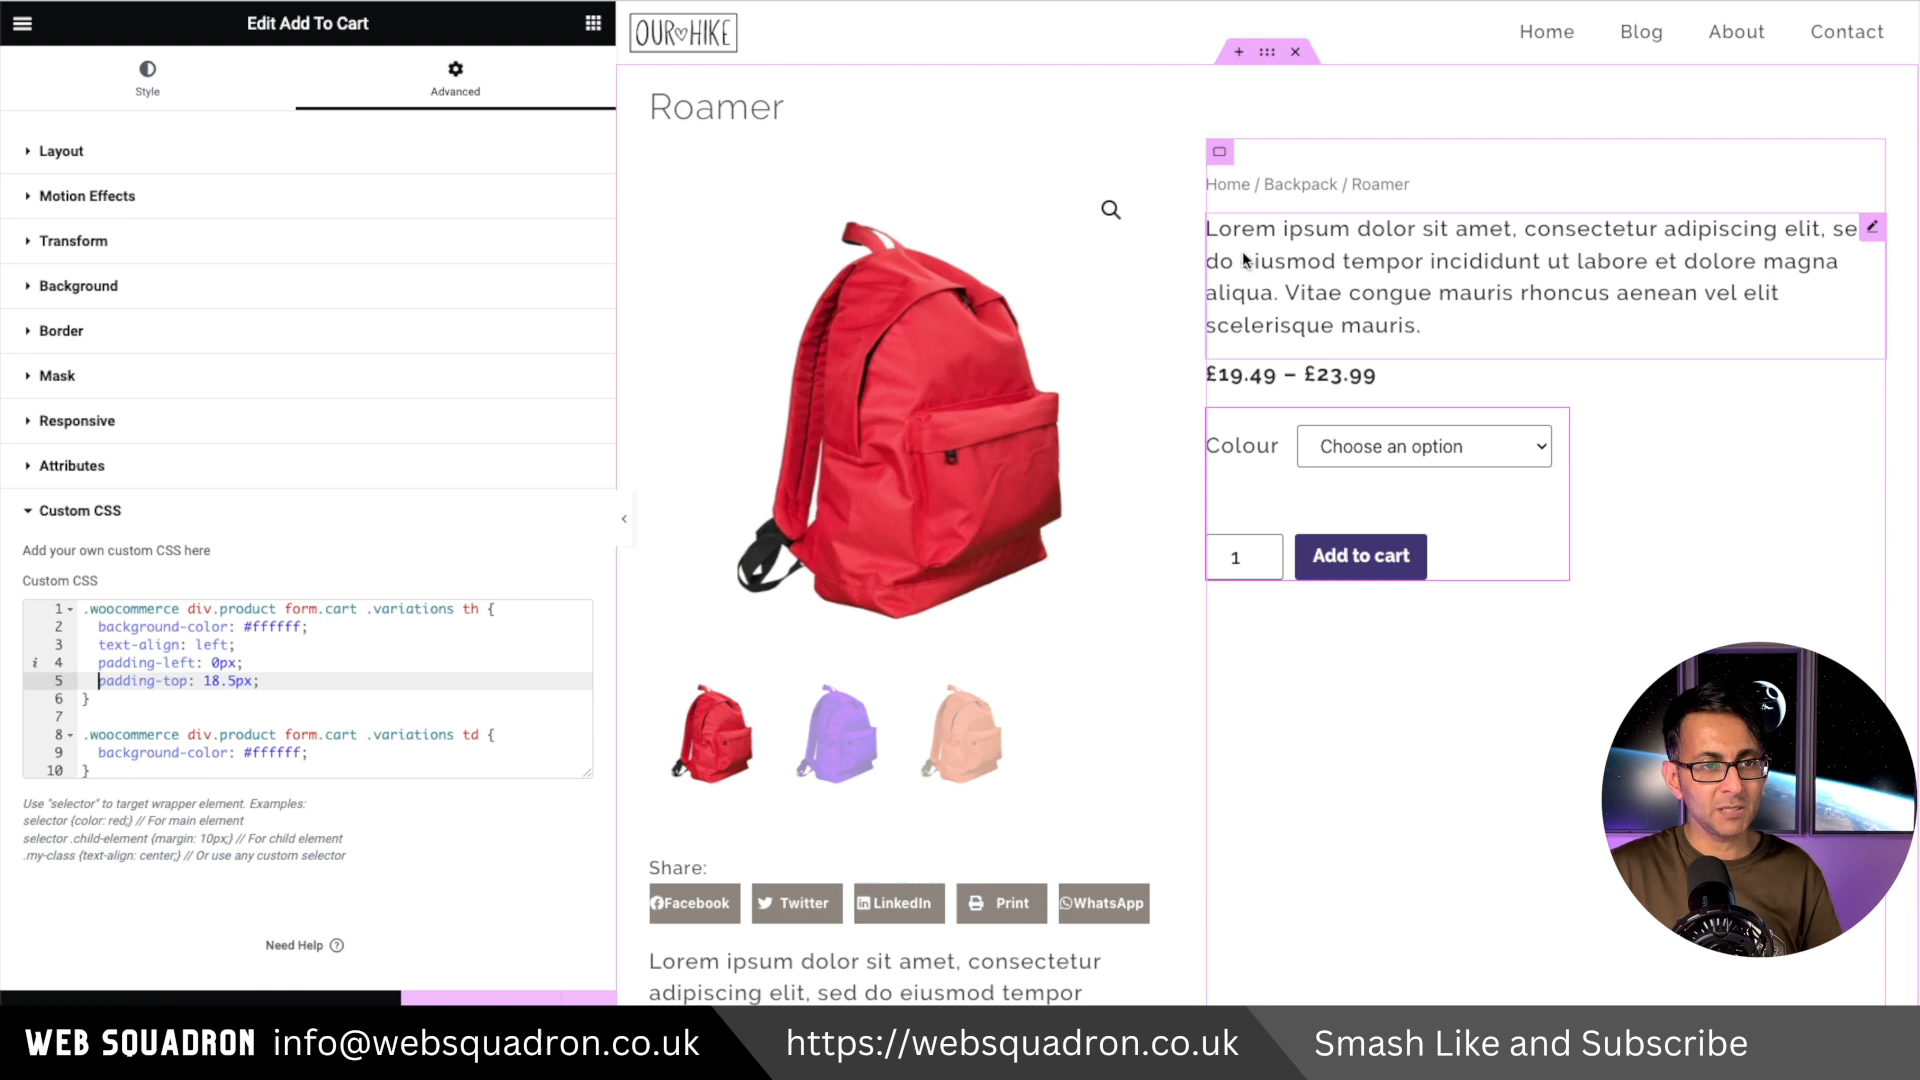 Edit Add To Cart
Style
Advanced
Layout
Motion Effects
Transform
Background
Border
Mask
Responsive
Attributes
Custom CSS
Add your own custom CSS here
Custom CSS
1 .woocommerce div.product form.cart .variations th {
2 background-color: #ffffff;
3 text-align: left;
i 4 padding-left: 0px;
5 padding-top: 18.5px;
6 }
7
8 .woocommerce div.product form.cart .variations td {
9 background-color: #ffffff;
10 }
Use "selector" to target wrapper element. Examples:
selector {color: red;} // For main element
selector .child-element {margin: 10px;} // For child element
.my-class {text-align: center;} // Or use any custom selector
Need Help
OUR HIKE
Home Blog About Contact
Roamer
Home / Backpack / Roamer
Lorem ipsum dolor sit amet, consectetur adipiscing elit, se
do eiusmod tempor incididunt ut labore et dolore magna
aliqua. Vitae congue mauris rhoncus aenean vel elit
scelerisque mauris.
£19.49 – £23.99
Colour Choose an option
1 Add to cart
Share:
Facebook Twitter LinkedIn Print WhatsApp
Lorem ipsum dolor sit amet, consectetur
adipiscing elit, sed do eiusmod tempor
WEB SQUADRON info@websquadron.co.uk https://websquadron.co.uk Smash Like and Subscribe